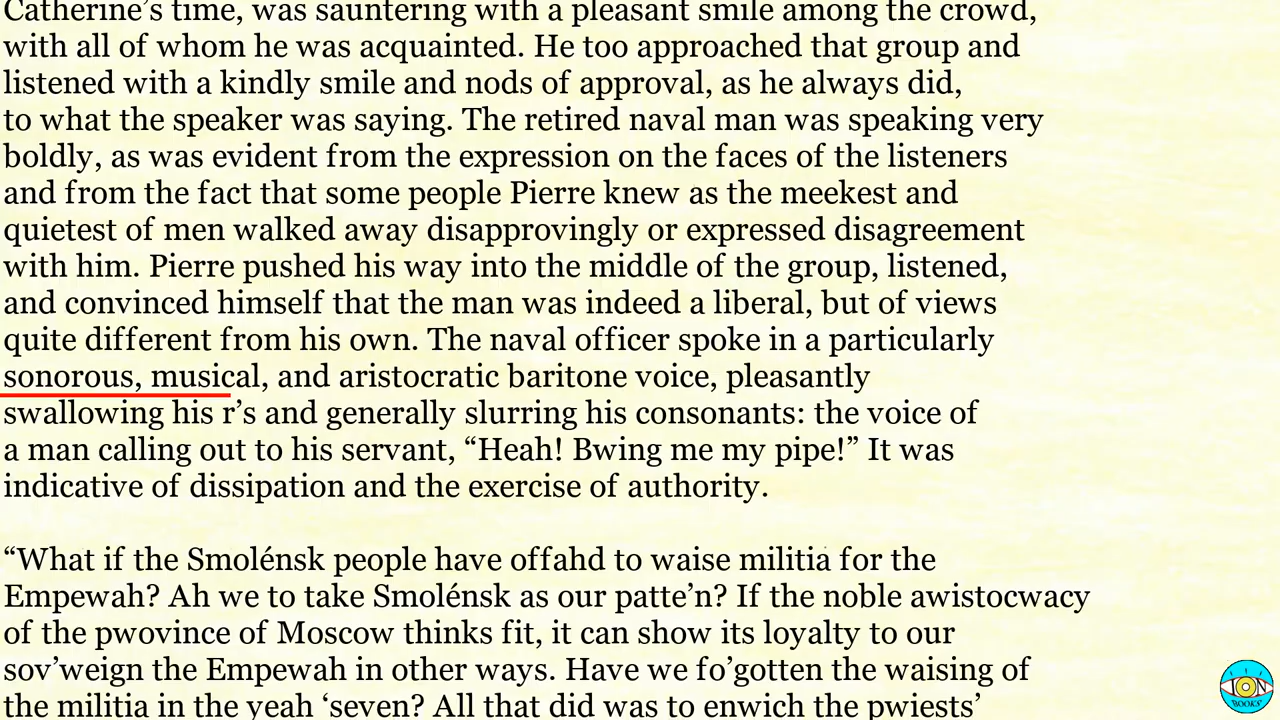 Catherine’s time, was sauntering with a pleasant smile among the crowd,
with all of whom he was acquainted. He too approached that group and
listened with a kindly smile and nods of approval, as he always did,
to what the speaker was saying. The retired naval man was speaking very
boldly, as was evident from the expression on the faces of the listeners
and from the fact that some people Pierre knew as the meekest and
quietest of men walked away disapprovingly or expressed disagreement
with him. Pierre pushed his way into the middle of the group, listened,
and convinced himself that the man was indeed a liberal, but of views
quite different from his own. The naval officer spoke in a particularly
sonorous, musical, and aristocratic baritone voice, pleasantly
swallowing his r’s and generally slurring his consonants: the voice of
a man calling out to his servant, “Heah! Bwing me my pipe!” It was
indicative of dissipation and the exercise of authority.
“What if the Smolénsk people have offahd to waise militia for the
Empewah? Ah we to take Smolénsk as our patte’n? If the noble awistocwacy
of the pwovince of Moscow thinks fit, it can show its loyalty to our
sov’weign the Empewah in other ways. Have we fo’gotten the waising of
the militia in the yeah ‘seven? All that did was to enwich the pwiests’
ION
BOOKS